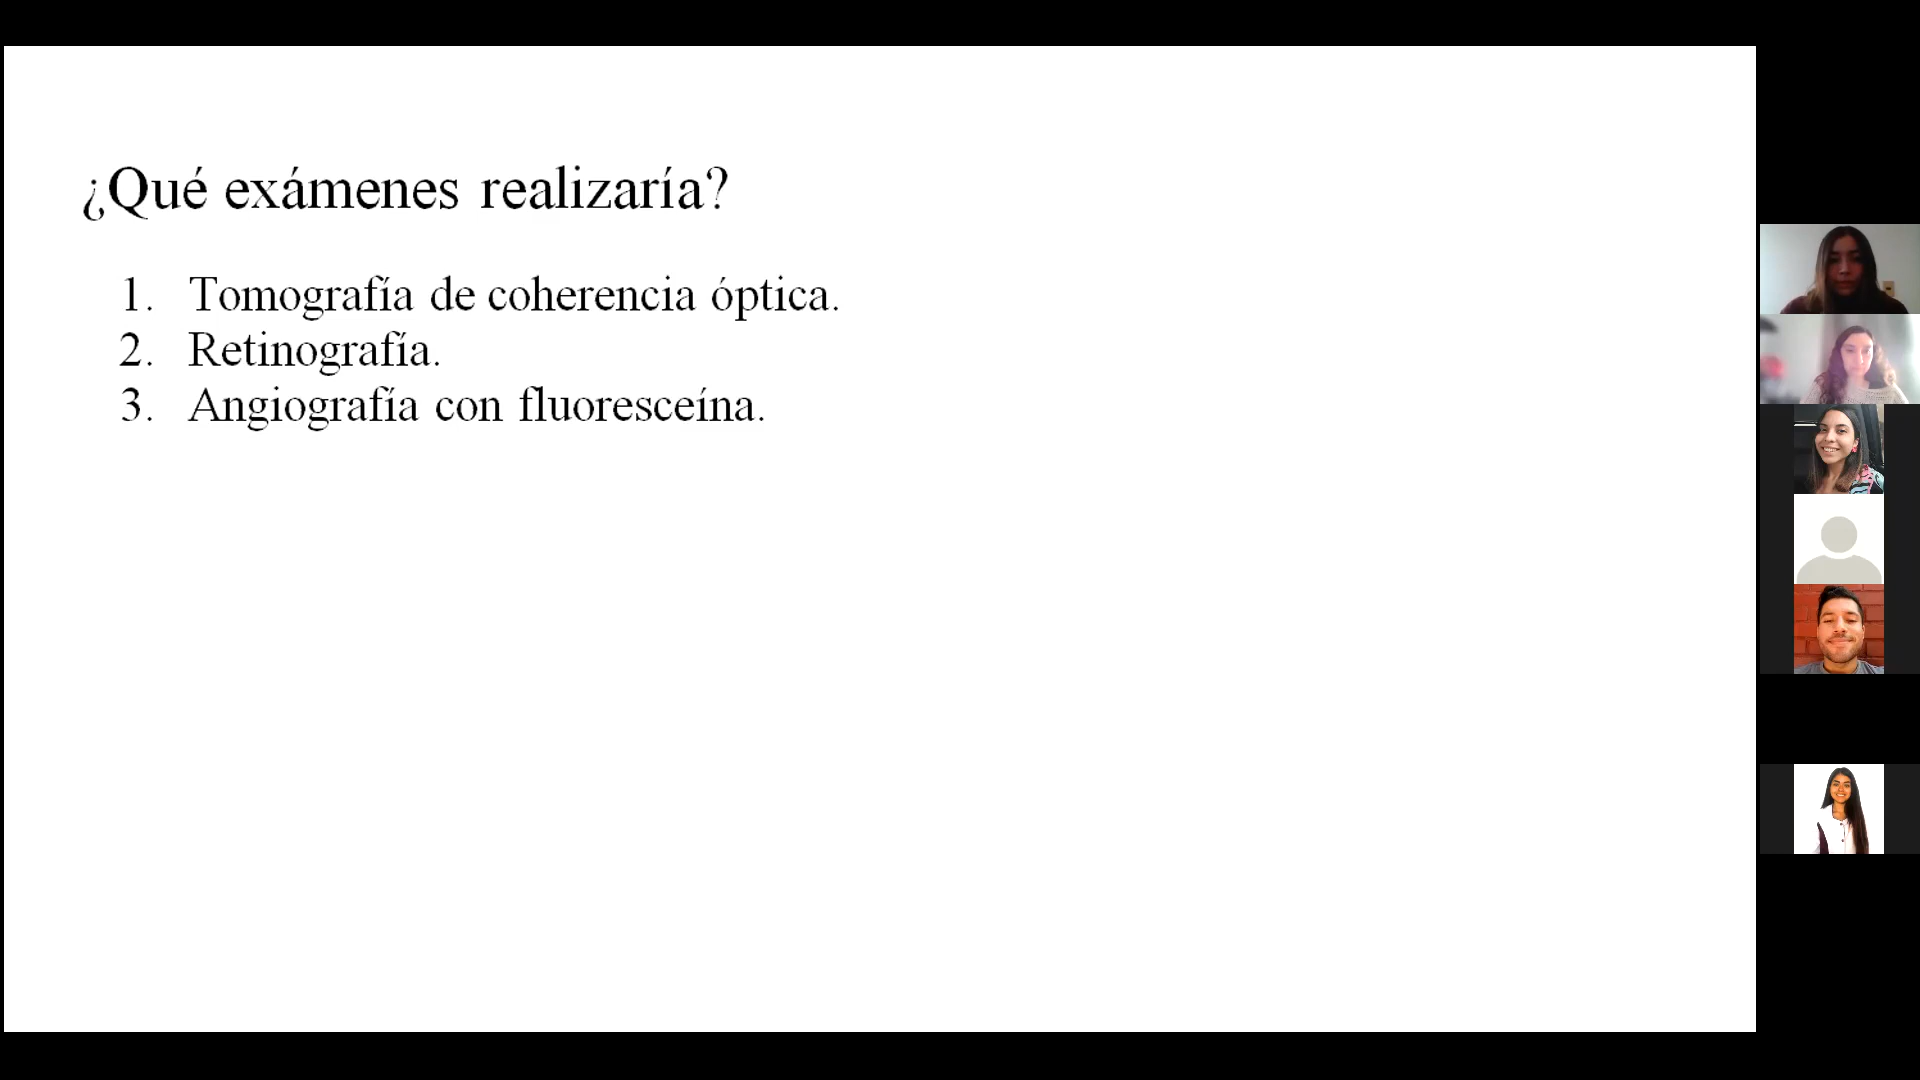 ¿Qué exámenes realizaría?
1. Tomografía de coherencia óptica.
2. Retinografía.
3. Angiografía con fluoresceína.